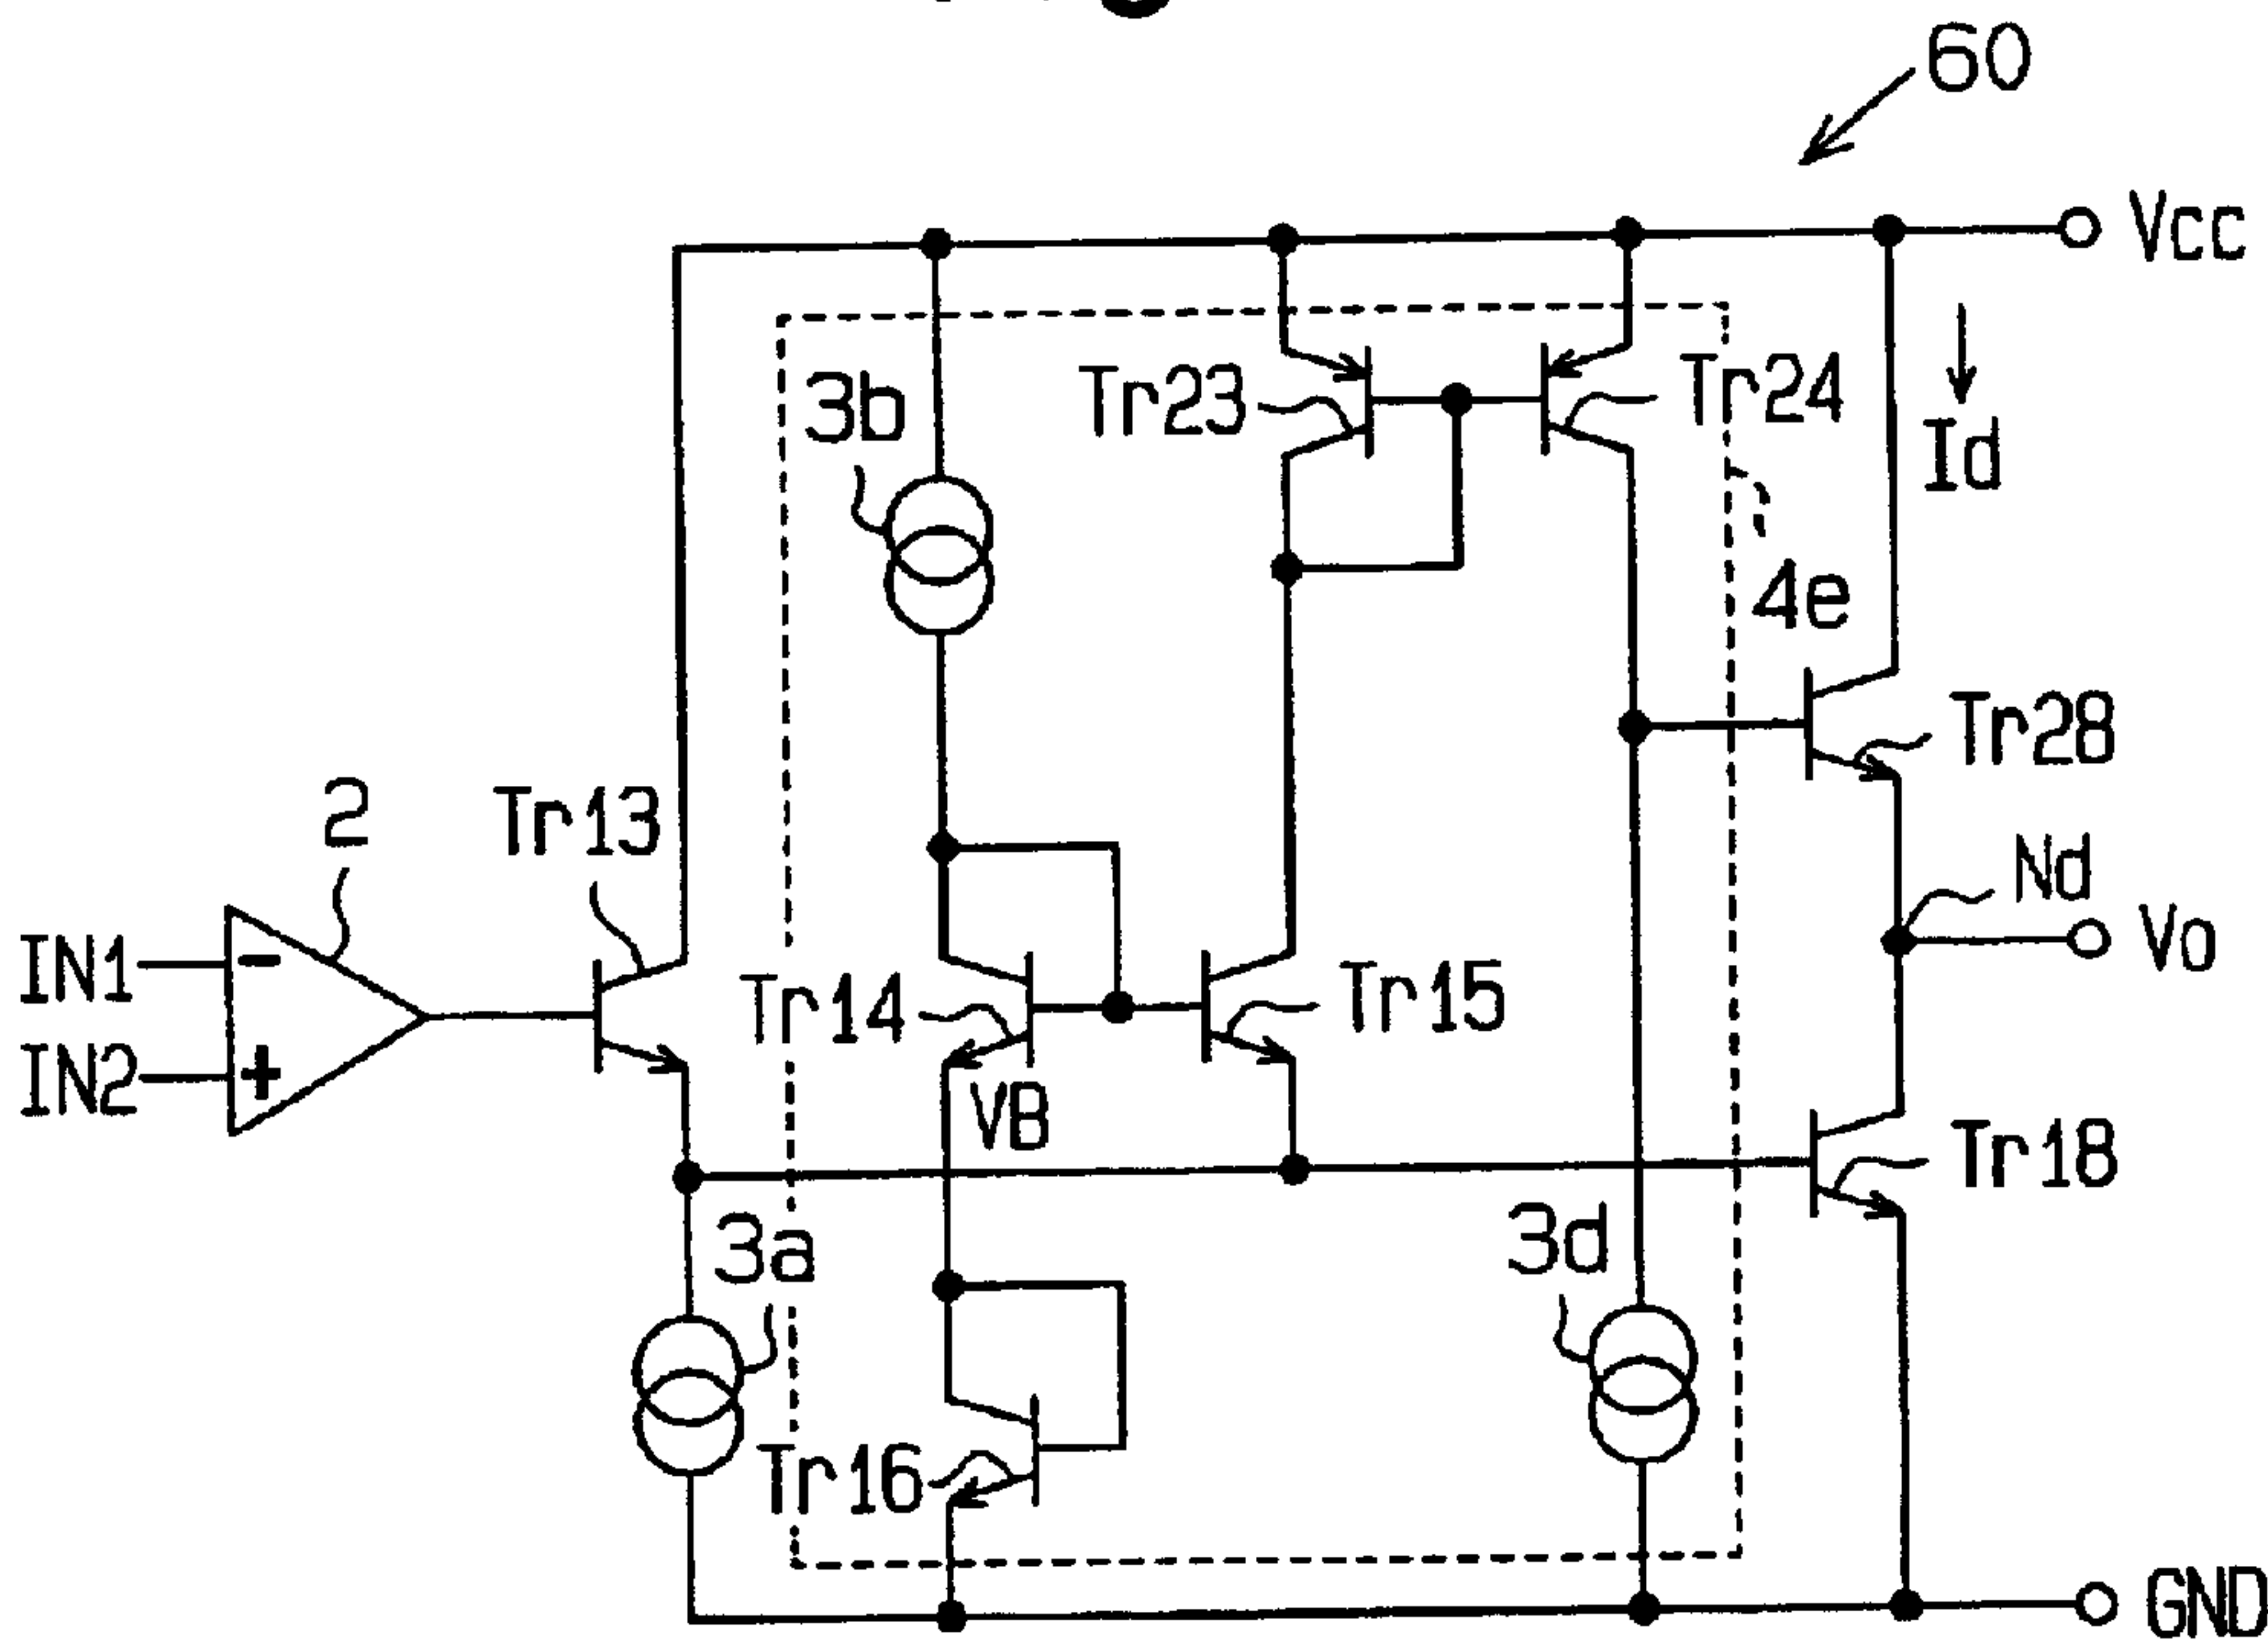 60
Vcc
3b
Tr23
Tr24
Id
4e
2
Tr13
Tr28
Nd
Vo
IN1
Tr14
Tr15
IN2
-
+
VB
Tr18
3a
3d
Tr16
GND